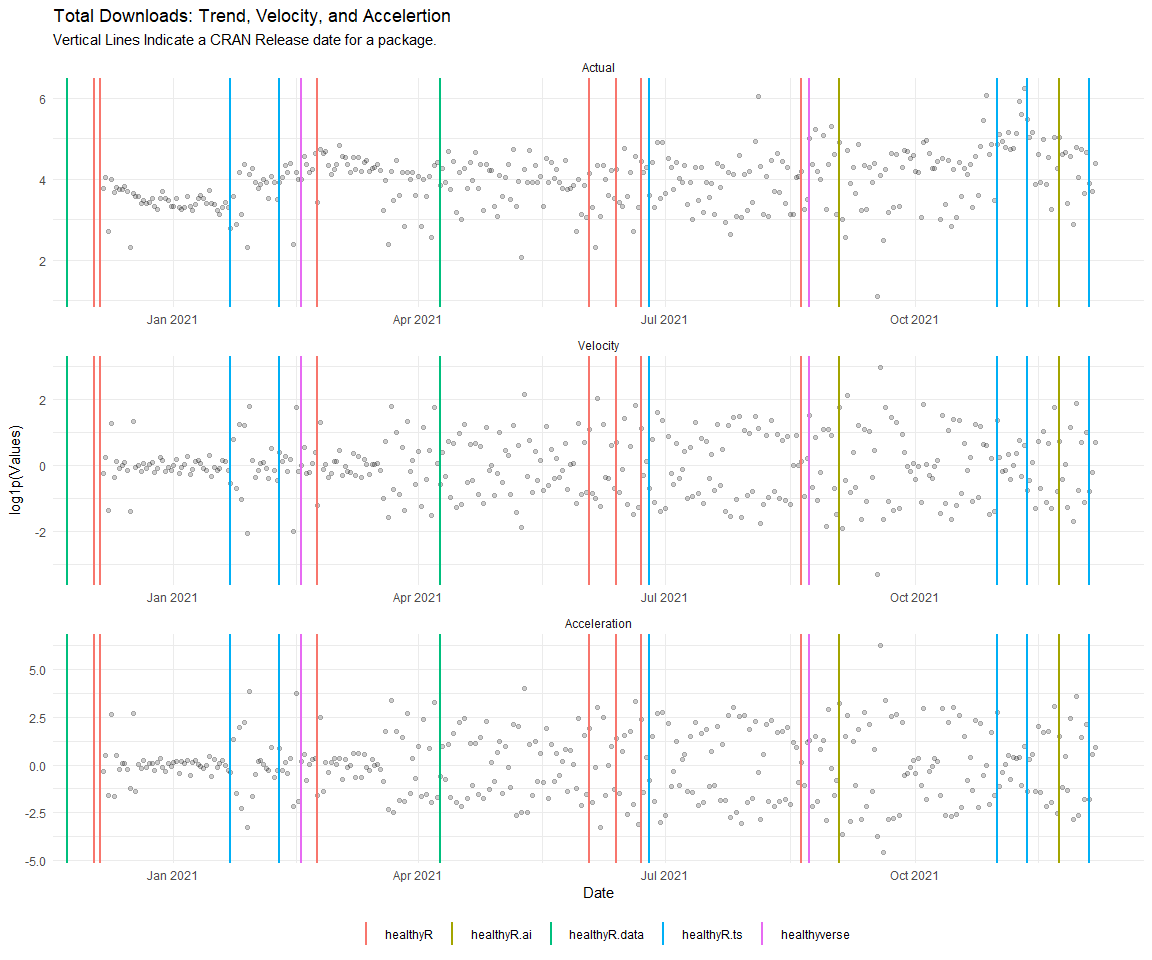 Total Downloads: Trend, Velocity, and Accelertion
Vertical Lines Indicate a CRAN Release date for a package.
Actual
6
4
2
Jan 2021 Apr 2021 Jul 2021 Oct 2021
Velocity
2
0
-2
Jan 2021 Apr 2021 Jul 2021 Oct 2021
log1p(Values)
Acceleration
5.0
2.5
0.0
-2.5
-5.0
Jan 2021 Apr 2021 Jul 2021 Oct 2021
Date
healthyR healthyR.ai healthyR.data healthyR.ts healthyverse